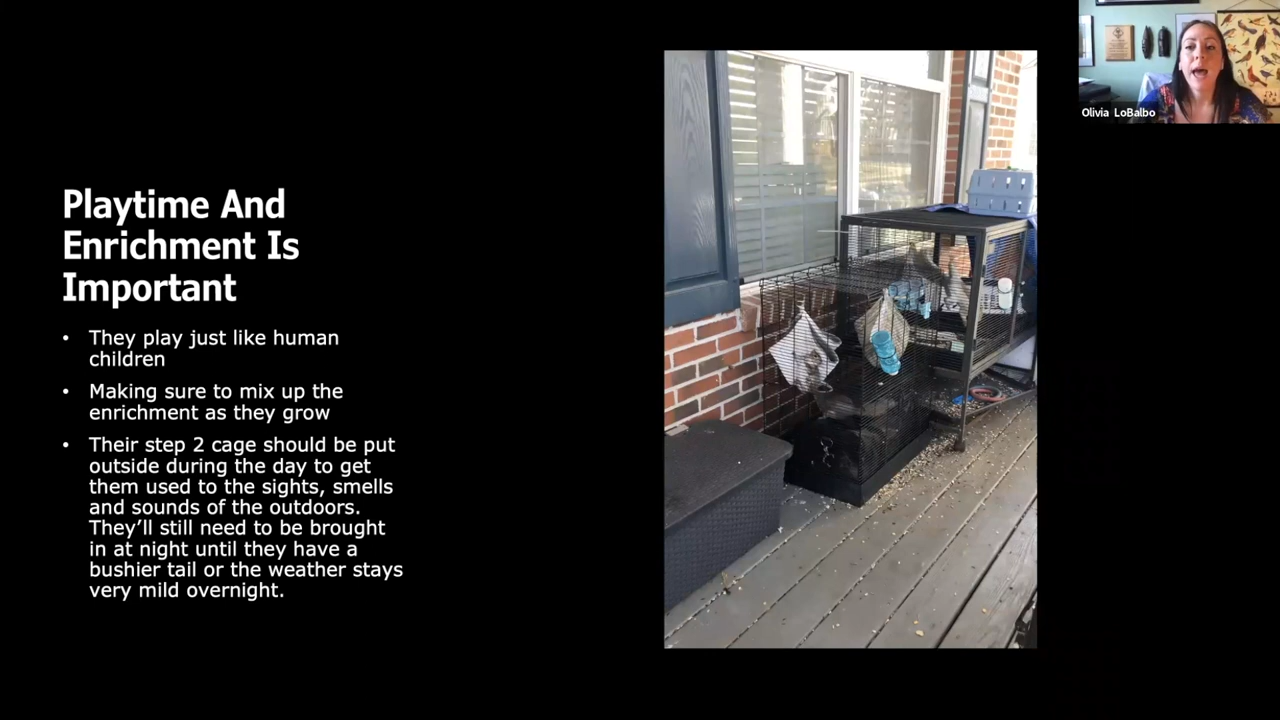 Olivia LoBalbo
Playtime And
Enrichment Is
Important
• They play just like human
children
• Making sure to mix up the
enrichment as they grow
• Their step 2 cage should be put
outside during the day to get
them used to the sights, smells
and sounds of the outdoors.
They’ll still need to be brought
in at night until they have a
bushier tail or the weather stays
very mild overnight.